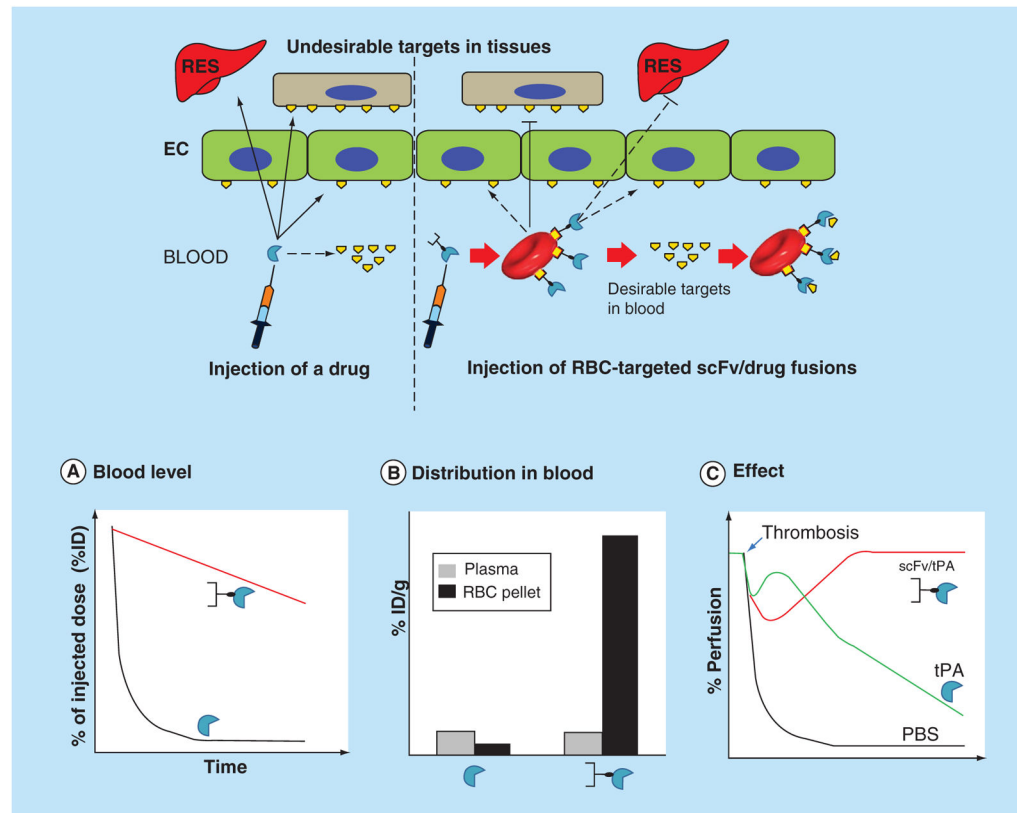 Undesirable targets in tissues
RES
RES
EC
BLOOD
Desirable targets
in blood
Injection of a drug
Injection of RBC-targeted scFv/drug fusions
A Blood level
% of injected dose (%ID)
Time
B Distribution in blood
% ID/g
Plasma
RBC pellet
C Effect
% Perfusion
Thrombosis
scFv/tPA
tPA
PBS